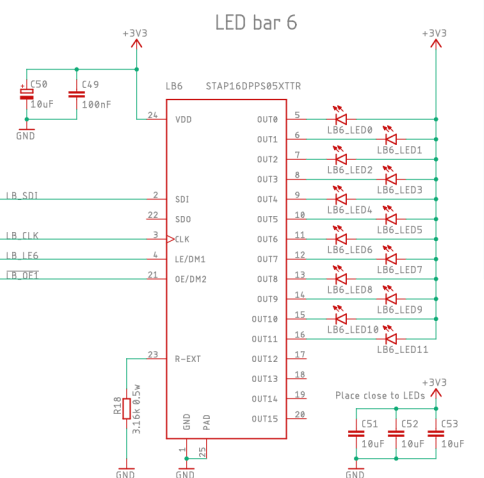 LED bar 6
+3V3
+3V3
C50
C49
LB6
STAP16DPPS05XTTR
10uF
100nF
GND
24
VDD
OUT0
5
LB6_LED0
OUT1
6
LB6_LED1
OUT2
7
LB6_LED2
OUT3
8
LB6_LED3
LB_SDI
2
SDI
OUT4
9
LB6_LED4
22
SDO
OUT5
10
LB6_LED5
LB_CLK
3
CLK
OUT6
11
LB6_LED6
LB_LE6
4
LE/DM1
OUT7
12
LB6_LED7
LB_OE1
21
OE/DM2
OUT8
13
LB6_LED8
OUT9
14
LB6_LED9
OUT10
15
LB6_LED10
OUT11
16
LB6_LED11
23
R-EXT
OUT12
17
OUT13
18
OUT14
19
OUT15
20
R18
3.16k 0.5w
GND
PAD
1
25
GND
GND
Place close to LEDs
+3V3
C51
C52
C53
10uF
10uF
10uF
GND